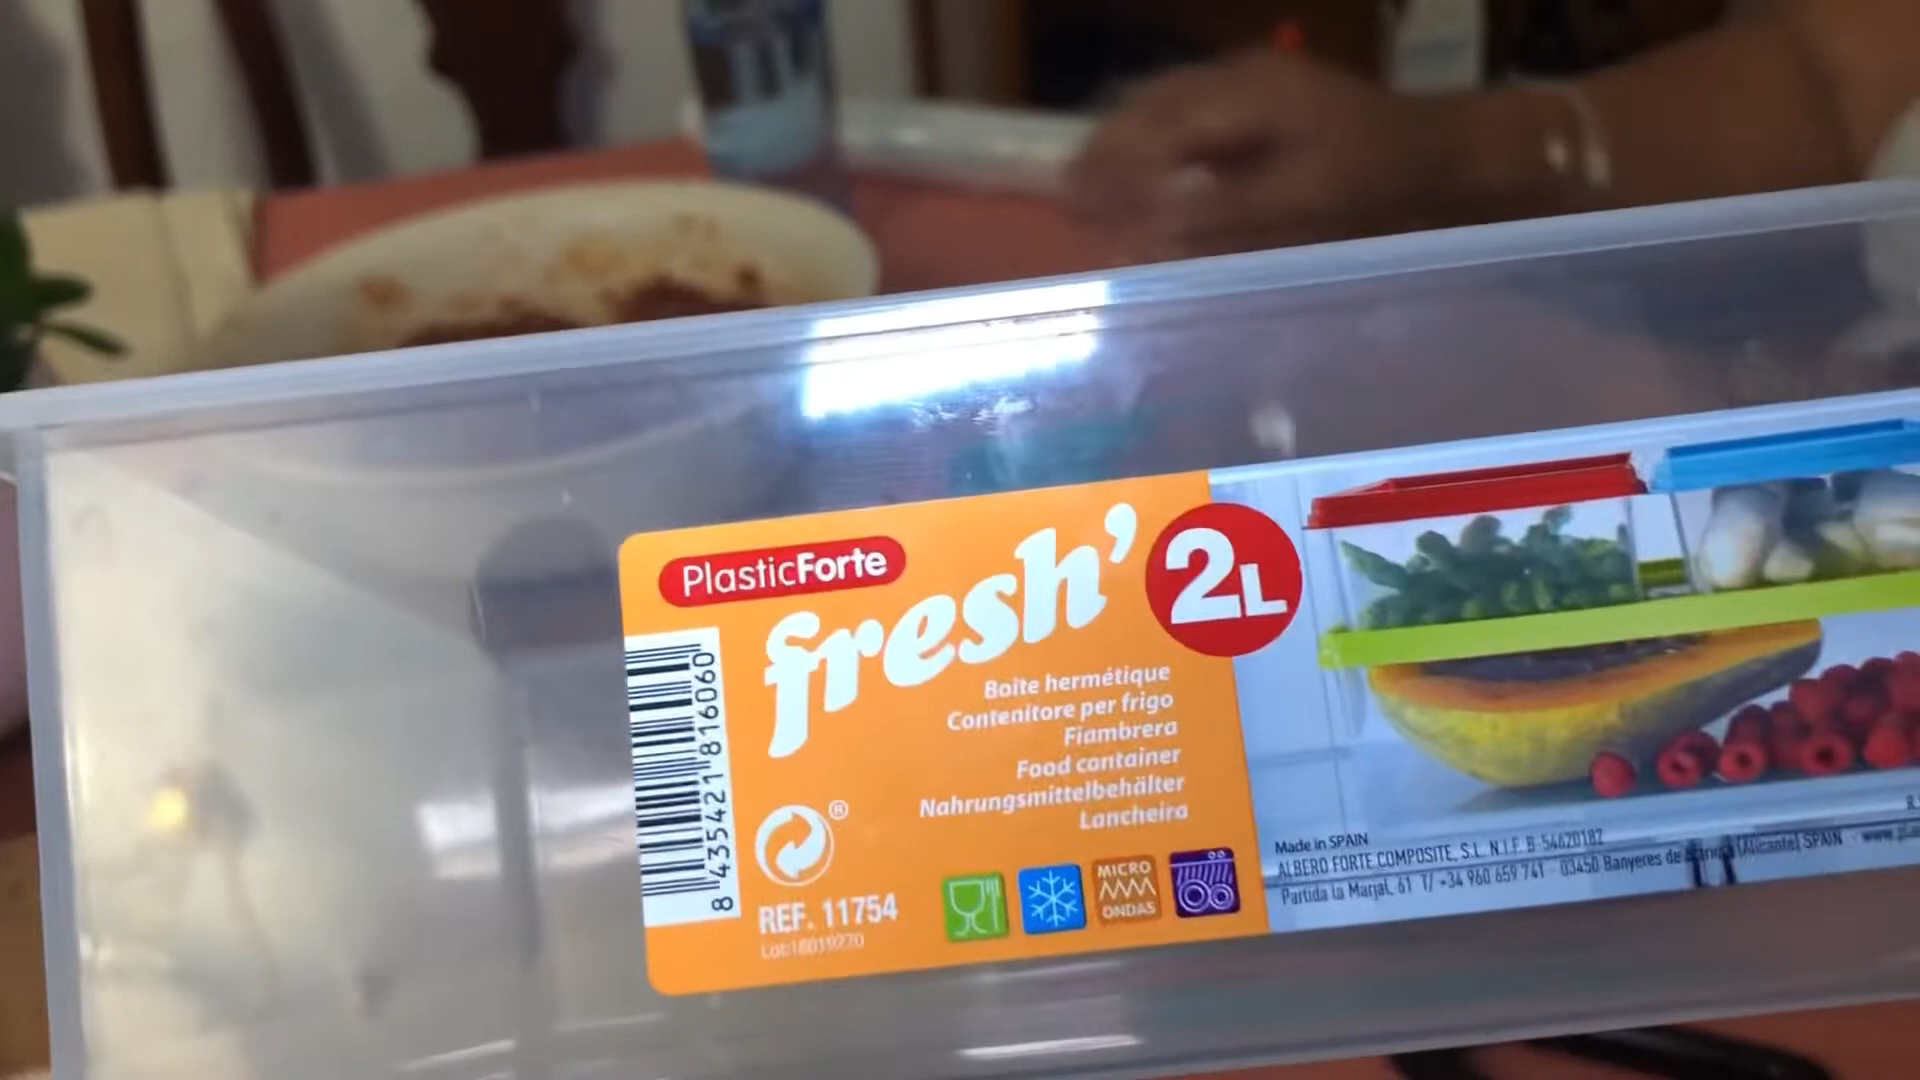 PlasticForte
fresh'
2L
Boîte hermétique
Contenitore per frigo
Fiambrera
Food container
Nahrungsmittelbehälter
Lancheira
8 435421 816060
®
REF. 11754
MICRO
ONDAS
Made in SPAIN
ALBERO FORTE COMPOSITE, S.L. N.I.F. B-54620182
Partida la Marjal, 61 T/ +34 960 659 741 - 03450 Banyeres de (Alicante) SPAIN